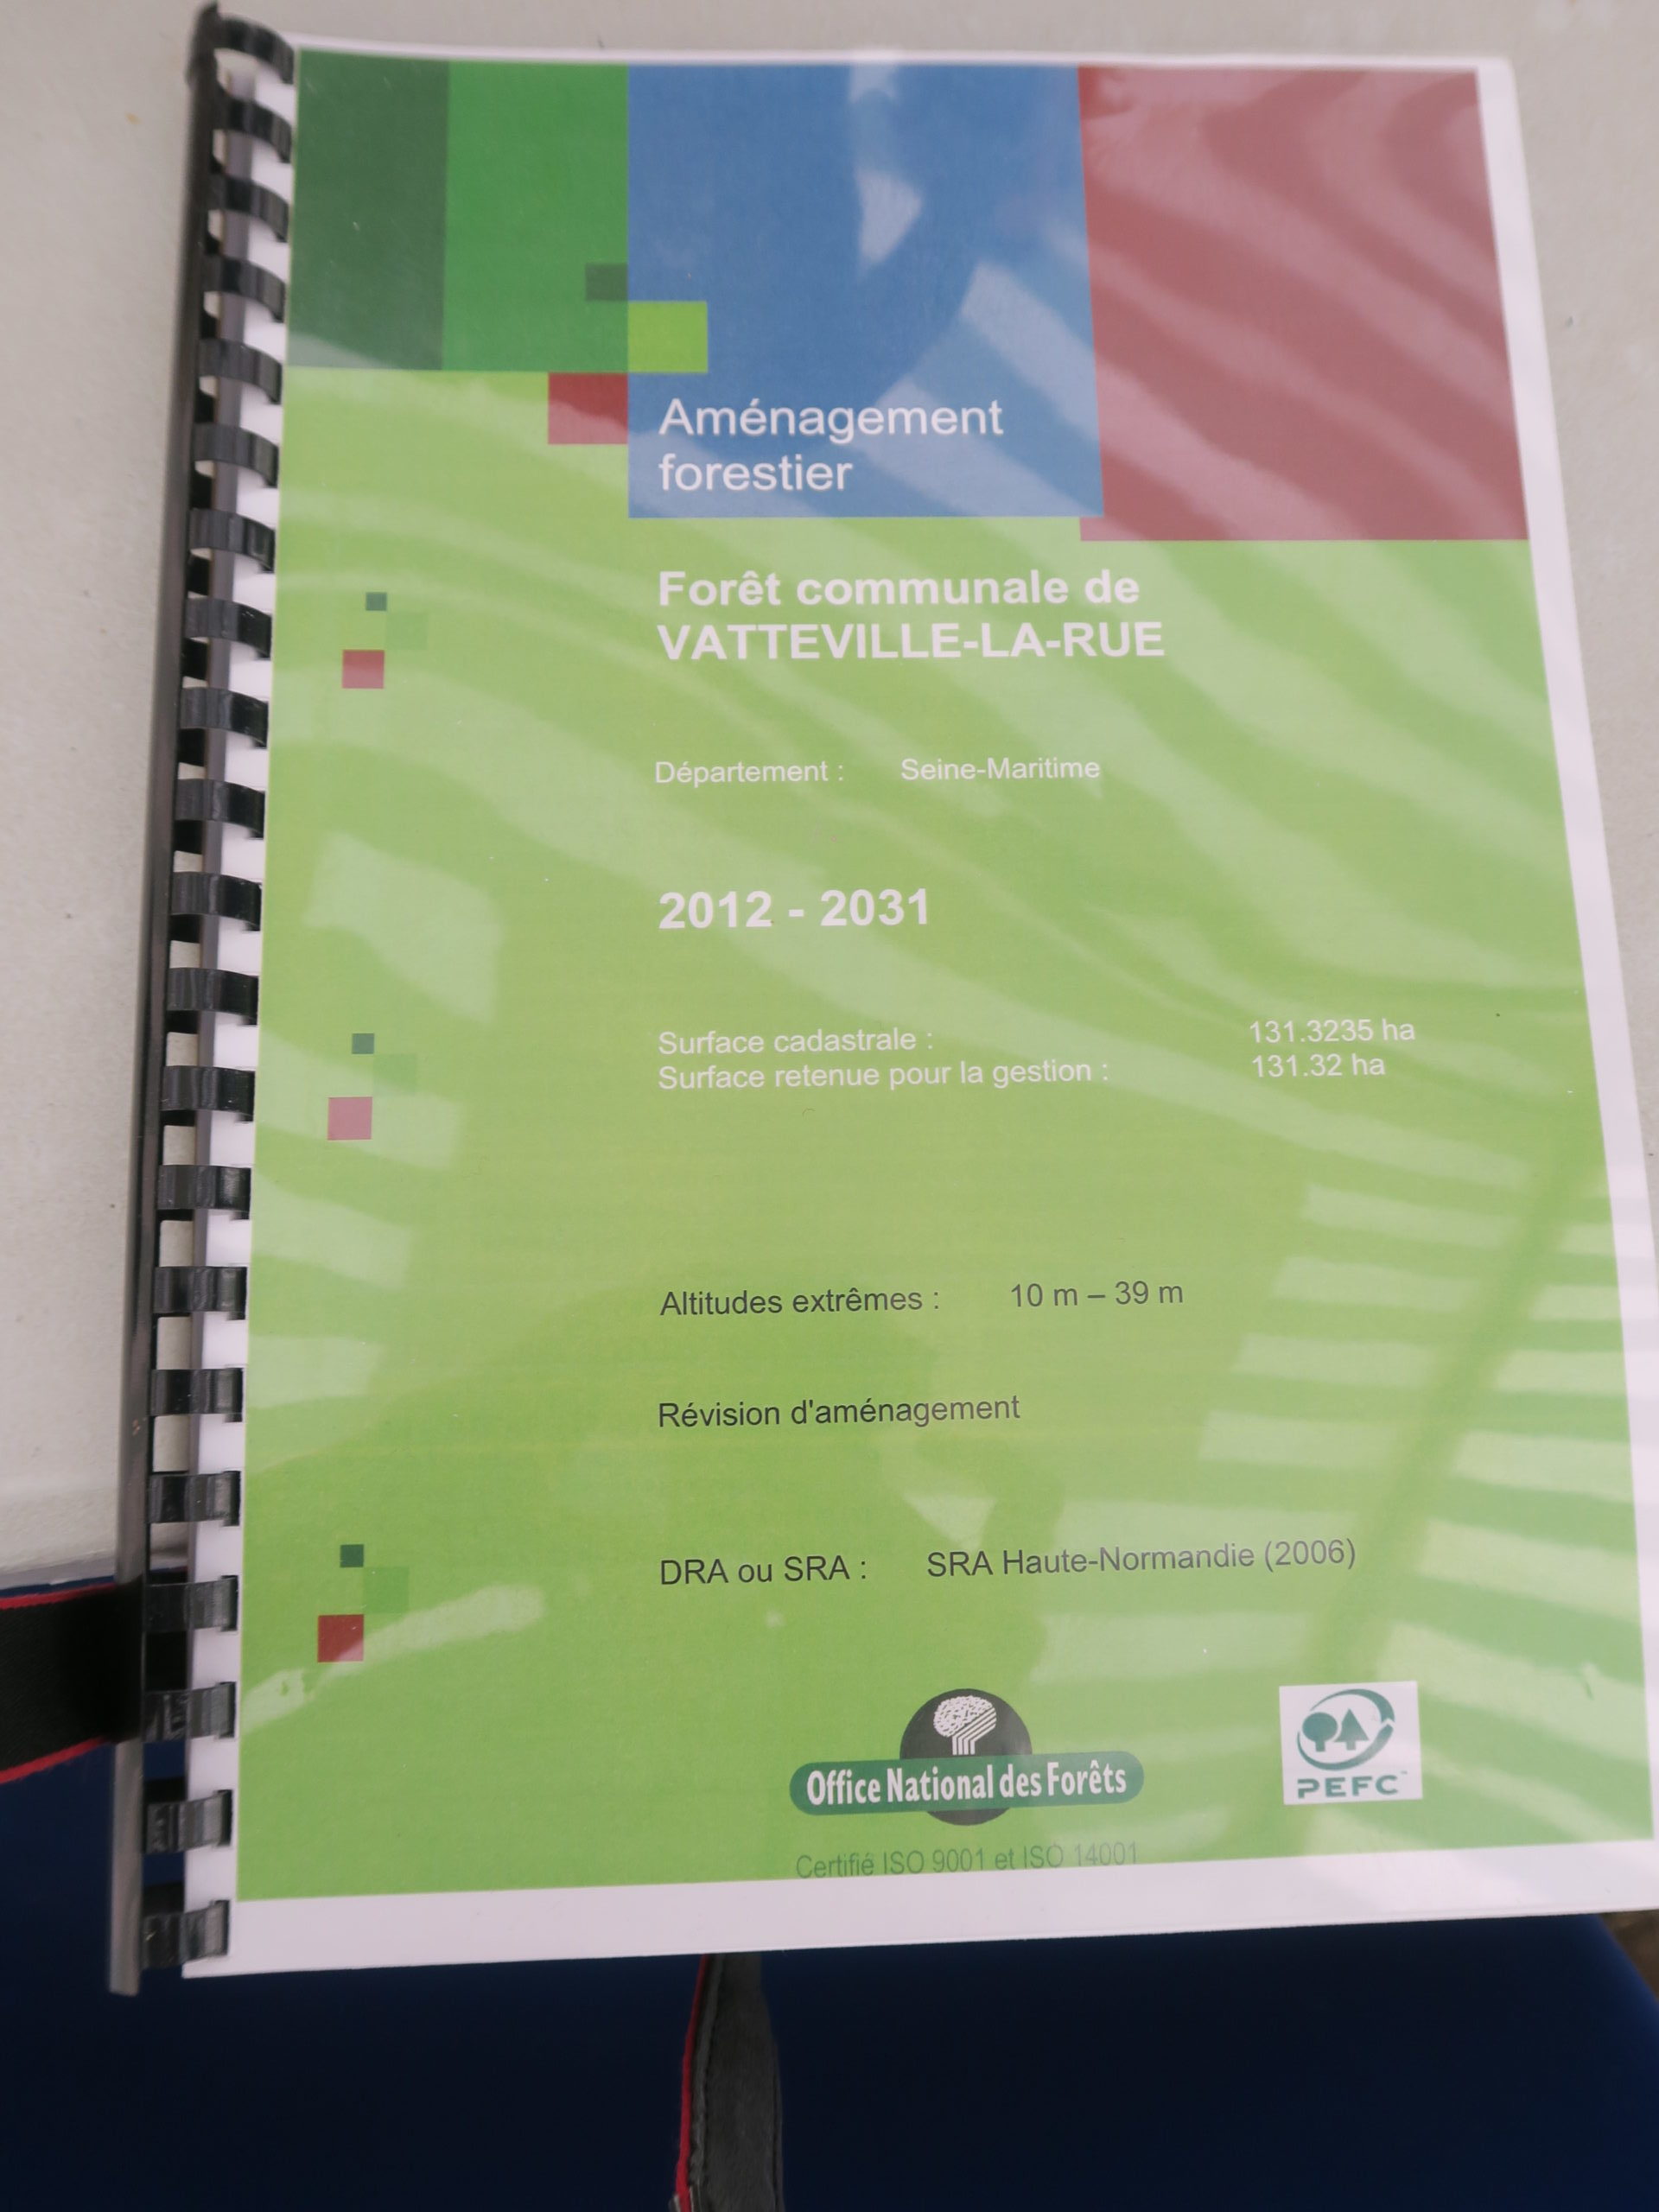 Aménagement
forestier
Forêt communale de
VATTEVILLE-LA-RUE
Département : Seine-Maritime
2012 - 2031
Surface cadastrale : 131.3235 ha
Surface retenue pour la gestion : 131.32 ha
Altitudes extrêmes : 10 m – 39 m
Révision d'aménagement
DRA ou SRA : SRA Haute-Normandie (2006)
Office National des Forêts
PEFC™
Certifié ISO 9001 et ISO 14001